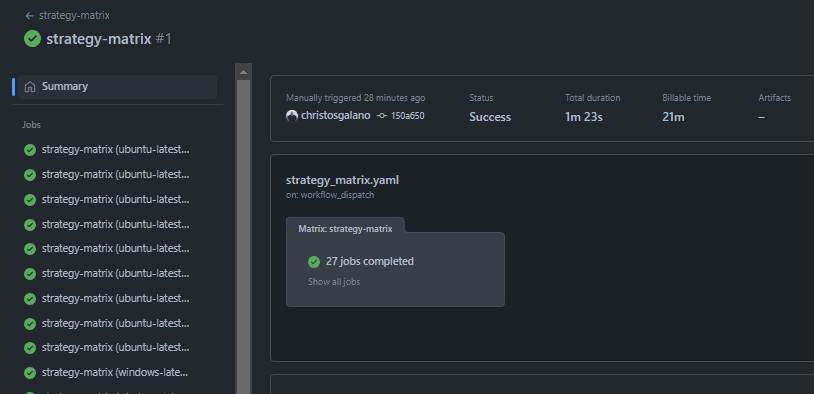 ← strategy-matrix
strategy-matrix #1
Summary
Jobs
strategy-matrix (ubuntu-latest...
strategy-matrix (ubuntu-latest...
strategy-matrix (ubuntu-latest...
strategy-matrix (ubuntu-latest...
strategy-matrix (ubuntu-latest...
strategy-matrix (ubuntu-latest...
strategy-matrix (ubuntu-latest...
strategy-matrix (ubuntu-latest...
strategy-matrix (ubuntu-latest...
strategy-matrix (windows-late...
Manually triggered 28 minutes ago
christosgalano 150a650
Status
Success
Total duration
1m 23s
Billable time
21m
Artifacts
–
strategy_matrix.yaml
on: workflow_dispatch
Matrix: strategy-matrix
27 jobs completed
Show all jobs